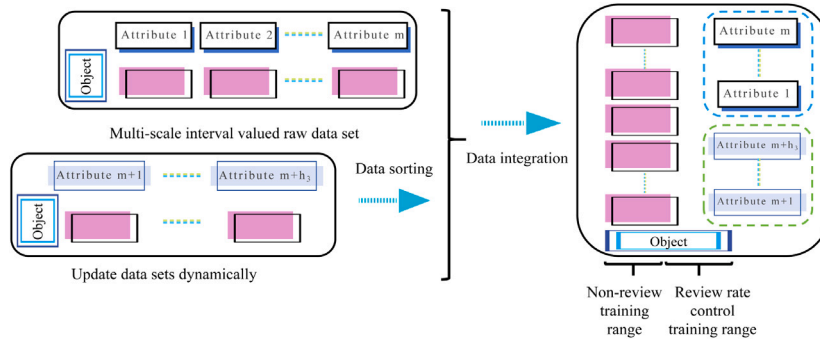 Attribute 1
Attribute 2
Attribute m
Object
Multi-scale interval valued raw data set
Attribute m+1
Attribute m+h3
Object
Update data sets dynamically
Data sorting
Data integration
Attribute m
Attribute 1
Attribute m+h3
Attribute m+1
Object
Non-review
training
range
Review rate
control
training range